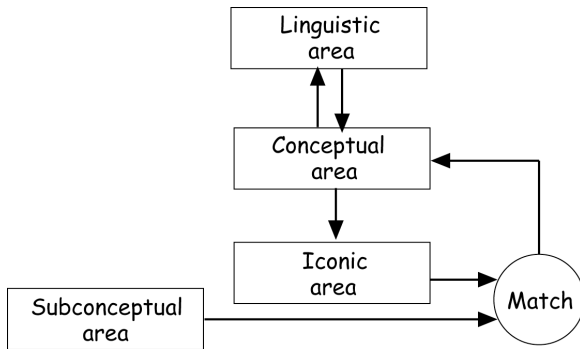 Linguistic
area
Conceptual
area
Iconic
area
Match
Subconceptual
area